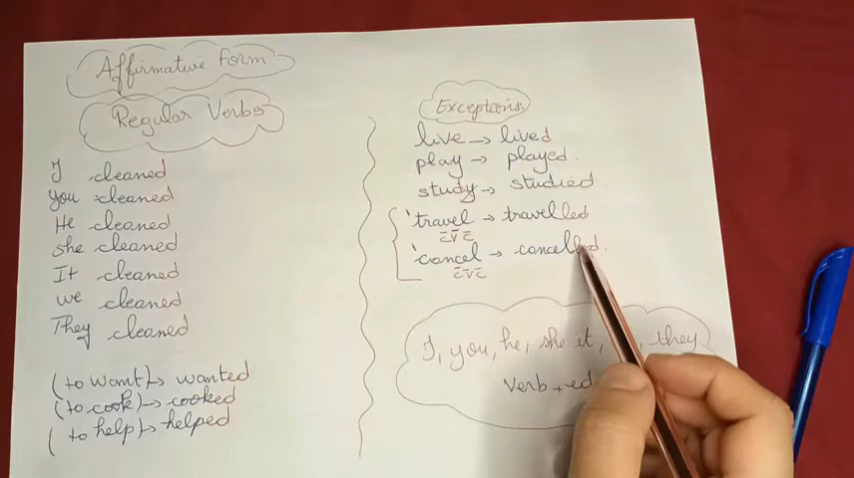 Affirmative Form
Regular Verbs
I cleaned
You cleaned
He cleaned
She cleaned
It cleaned
we cleaned
They cleaned
(to want) → wanted
(to cook) → cooked
(to help) → helped
Exceptions
live → lived
play → played.
study → studied
'travel → travelled
c̄ v̄ c̄
'cancel → cancelled.
c̄ v̄ c̄
I, you, he, she it, , they
Verb + ed